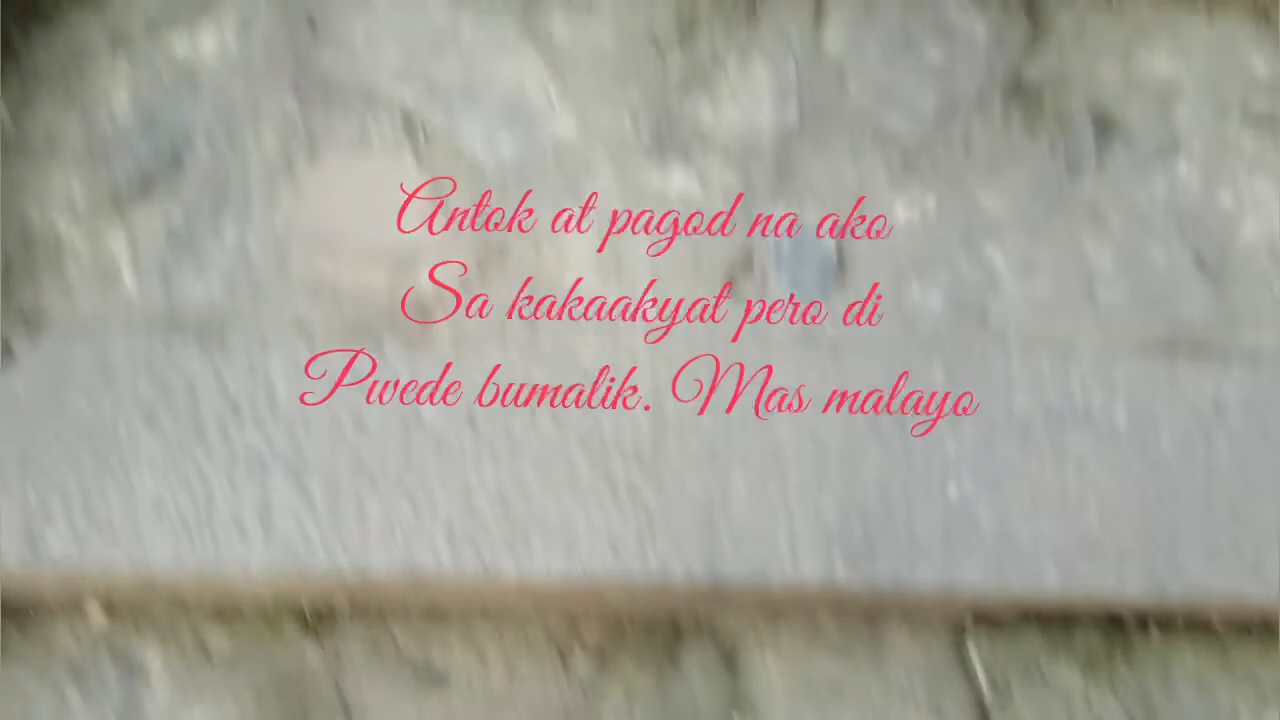 Antok at pagod na ako
Sa kakaakyat pero di
Pwede bumalik. Mas malayo